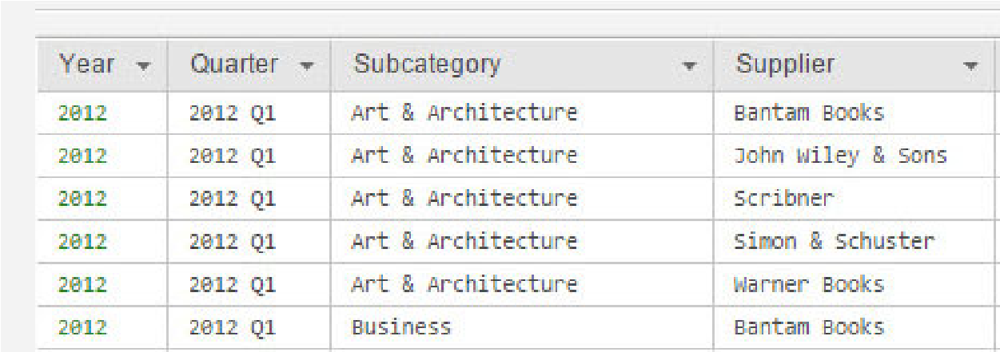 Year Quarter Subcategory Supplier
2012 2012 Q1 Art & Architecture Bantam Books
2012 2012 Q1 Art & Architecture John Wiley & Sons
2012 2012 Q1 Art & Architecture Scribner
2012 2012 Q1 Art & Architecture Simon & Schuster
2012 2012 Q1 Art & Architecture Warner Books
2012 2012 Q1 Business Bantam Books